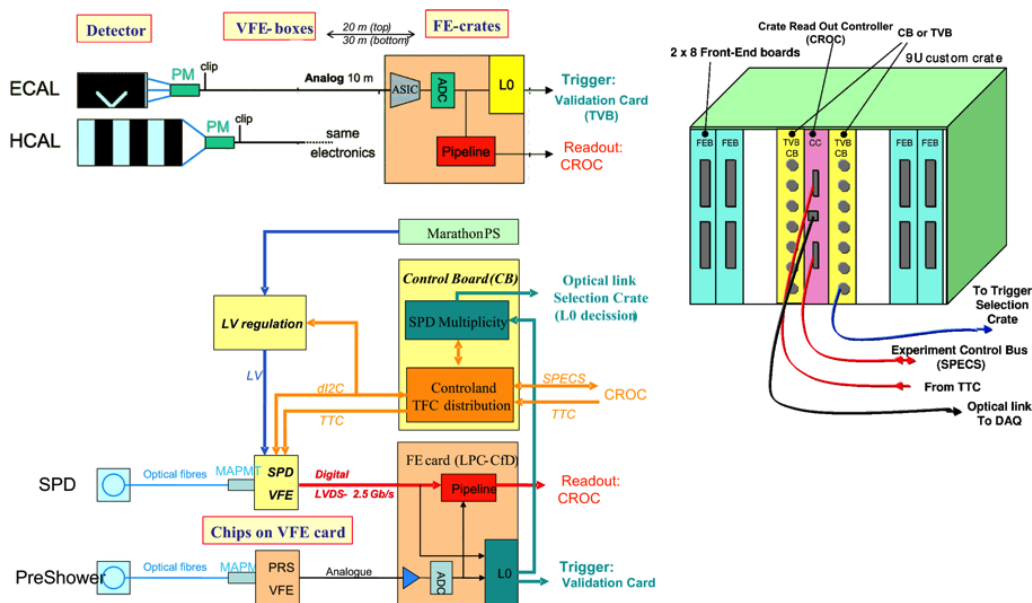 Detector
VFE-boxes
20 m (top)
30 m (bottom)
FE-crates
ECAL
PM
clip
Analog 10 m
ASIC
ADC
L0
Trigger:
Validation Card
(TVB)
HCAL
PM
clip
same
electronics
Pipeline
Readout:
CROC
Marathon PS
Control Board (CB)
Optical link
Selection Crate
(L0 decission)
SPD Multiplicity
LV regulation
LV
dI2C
TTC
Controland
TFC distribution
SPECS
TTC
CROC
SPD
Optical fibres
MAPMT
SPD
VFE
Digital
LVDS- 2.5 Gb/s
FE card (LPC-CfD)
Pipeline
Readout:
CROC
Chips on VFE card
PreShower
Optical fibres
MAPM
PRS
VFE
Analogue
ADC
L0
Trigger:
Validation Card
Crate Read Out Controller
(CROC)
CB or TVB
2 x 8 Front-End boards
9U custom crate
FEB
FEB
TVB
CB
CC
TVB
CB
FEB
FEB
To Trigger
Selection
Crate
Experiment Control Bus
(SPECS)
From TTC
Optical link
To DAQ